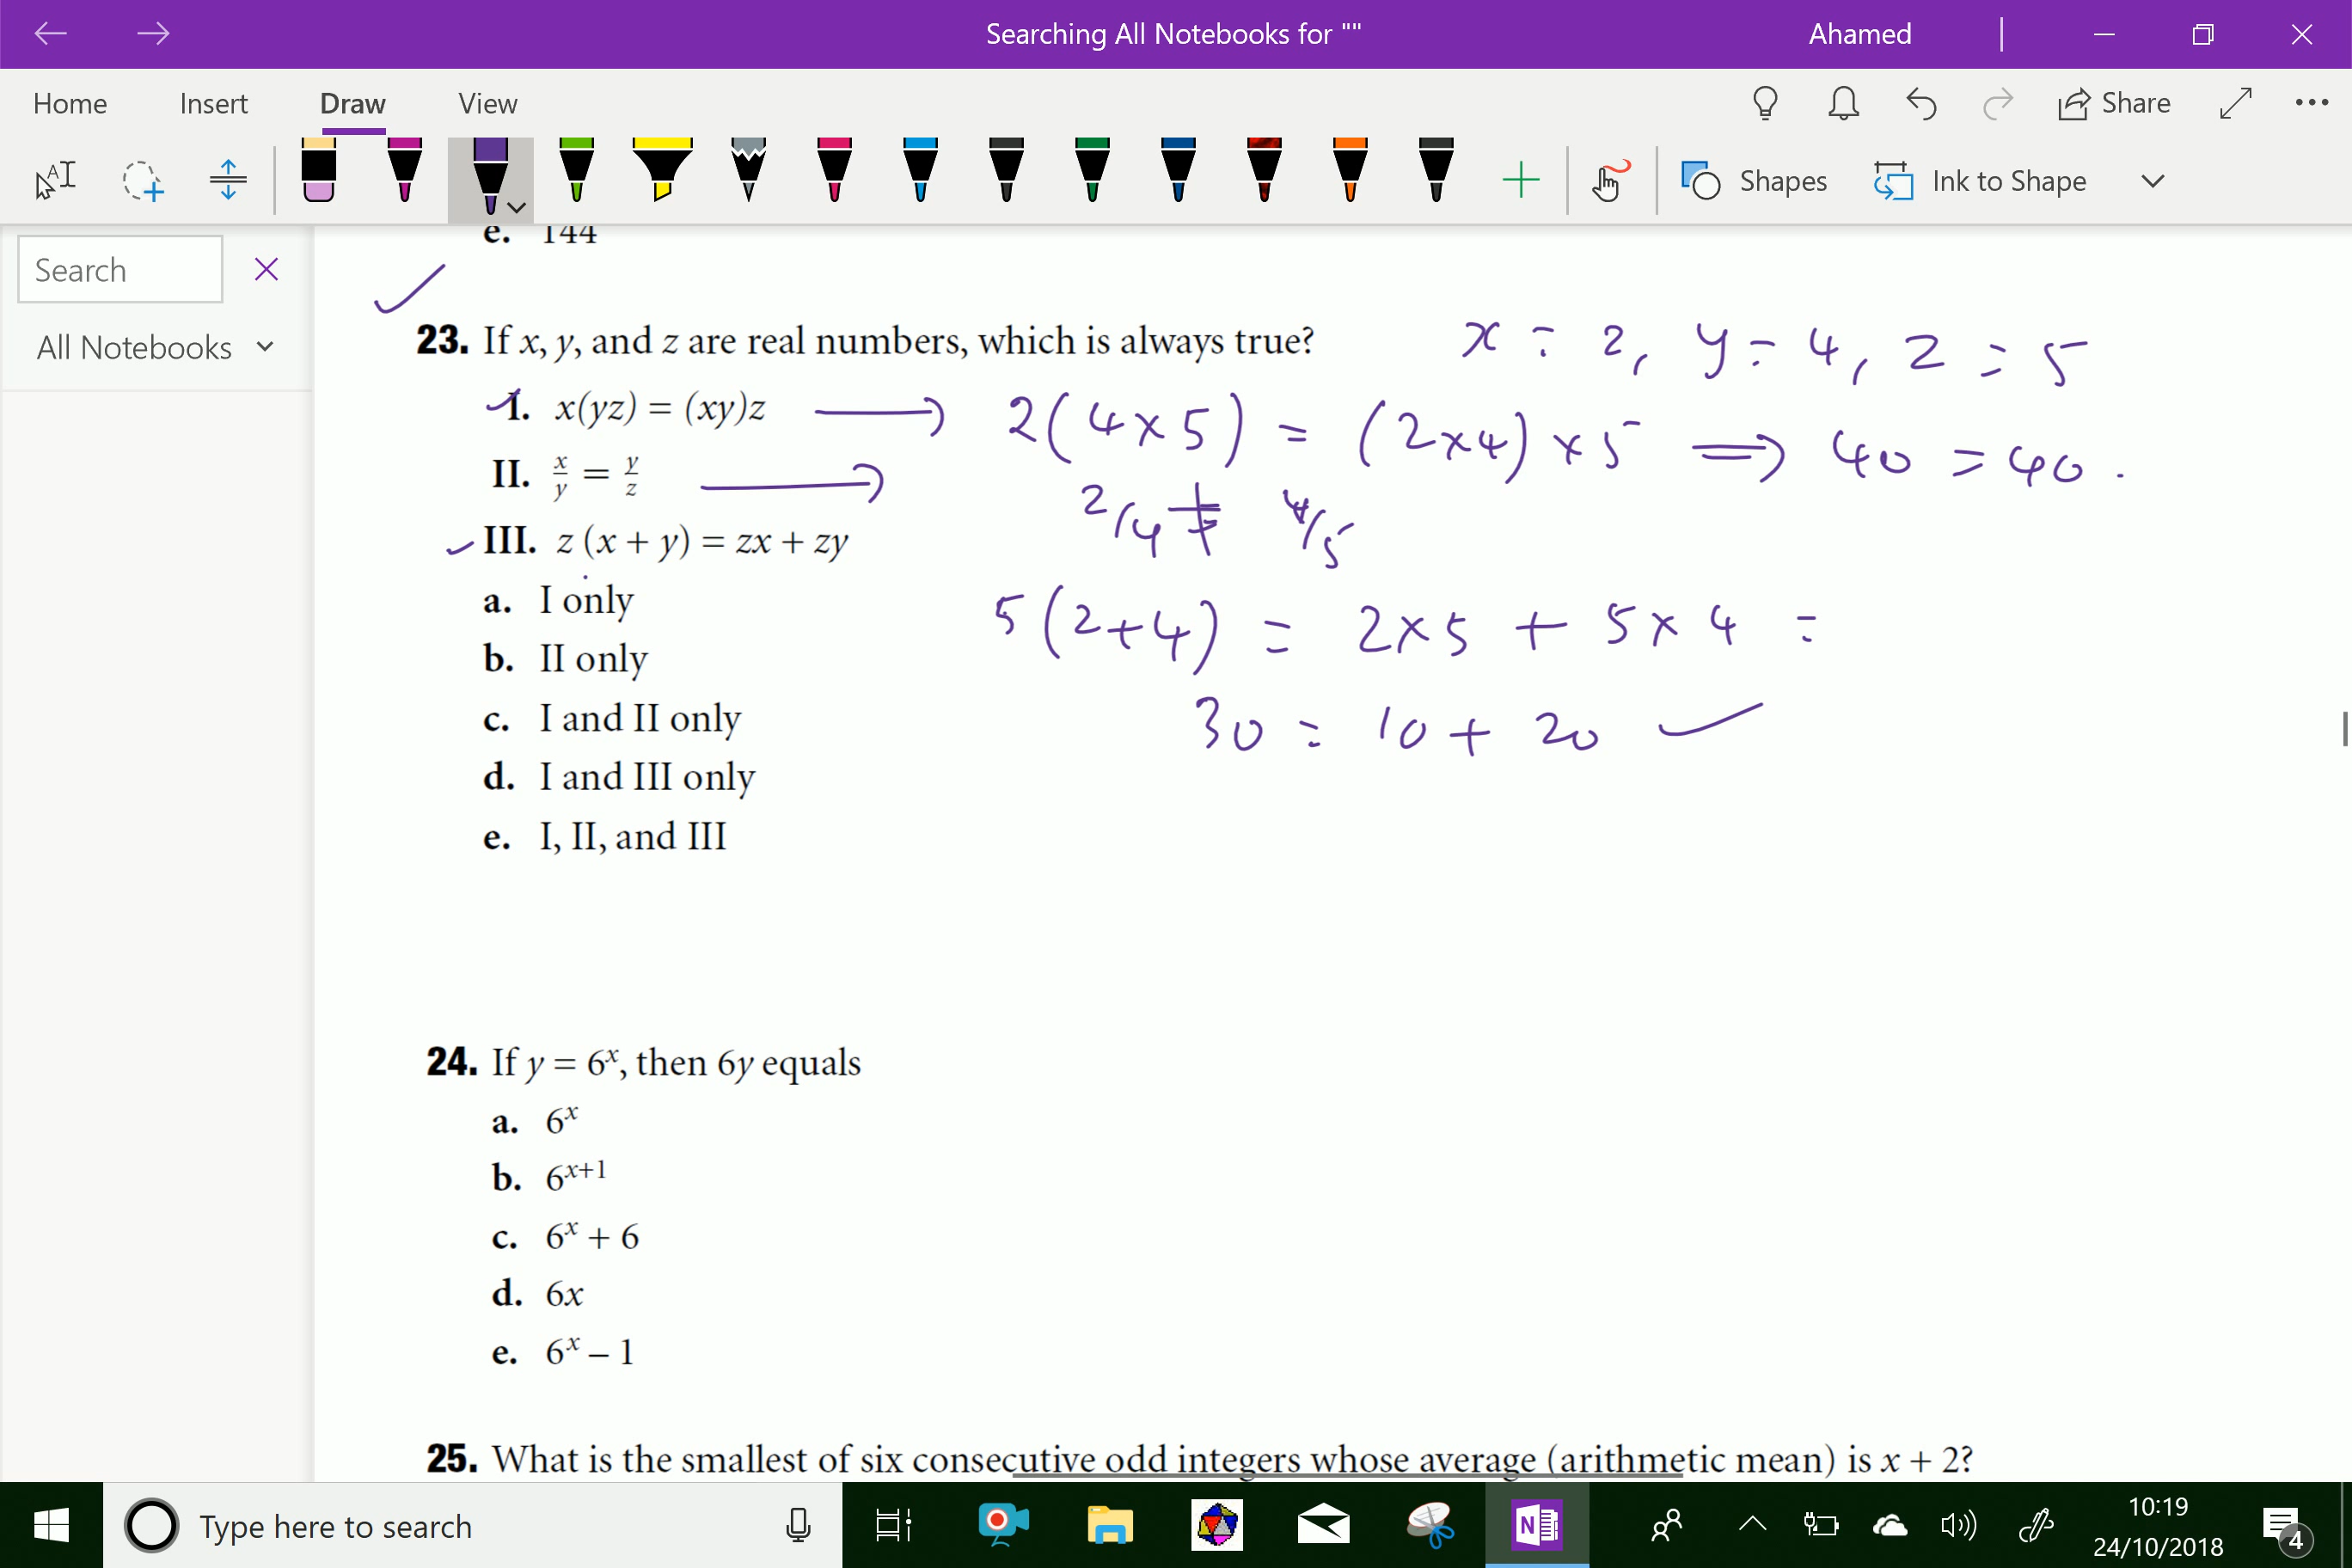 Searching All Notebooks for ""
Ahamed
Home Insert Draw View
Share
Shapes
Ink to Shape
Search
All Notebooks
e. 144
23. If x, y, and z are real numbers, which is always true?
x = 2, y = 4, z = 5
I. x(yz) = (xy)z
2(4×5) = (2×4)×5 ⟹ 40 = 40.
II. x/y = y/z
2/4 ≠ 4/5
III. z (x + y) = zx + zy
a. I only
5(2+4) = 2×5 + 5×4 =
b. II only
c. I and II only
30 = 10 + 20 ✓
d. I and III only
e. I, II, and III
24. If y = 6ˣ, then 6y equals
a. 6ˣ
b. 6ˣ⁺¹
c. 6ˣ + 6
d. 6x
e. 6ˣ – 1
25. What is the smallest of six consecutive odd integers whose average (arithmetic mean) is x + 2?
Type here to search
N
10:19
24/10/2018
4